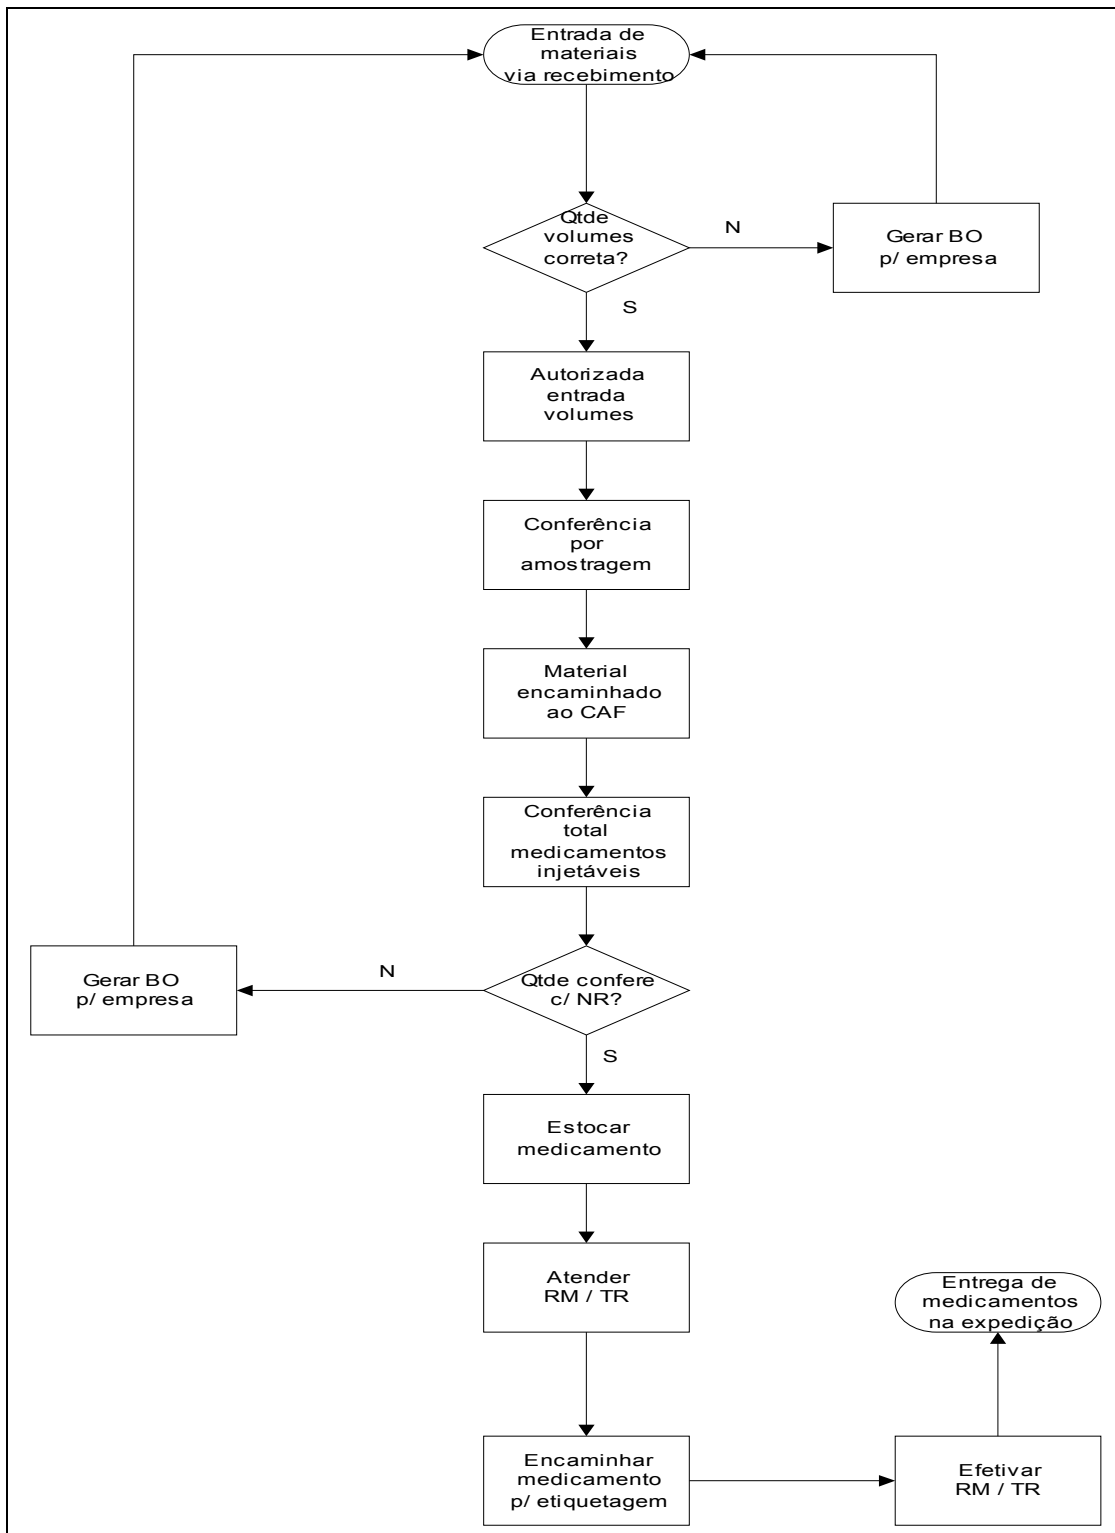 Entrada de
materiais
via recebimento
Qtde
volumes
correta?
N
Gerar BO
p/ empresa
S
Autorizada
entrada
volumes
Conferência
por
amostragem
Material
encaminhado
ao CAF
Conferência
total
medicamentos
injetáveis
Qtde confere
c/ NR?
N
Gerar BO
p/ empresa
S
Estocar
medicamento
Atender
RM / TR
Encaminhar
medicamento
p/ etiquetagem
Efetivar
RM / TR
Entrega de
medicamentos
na expedição